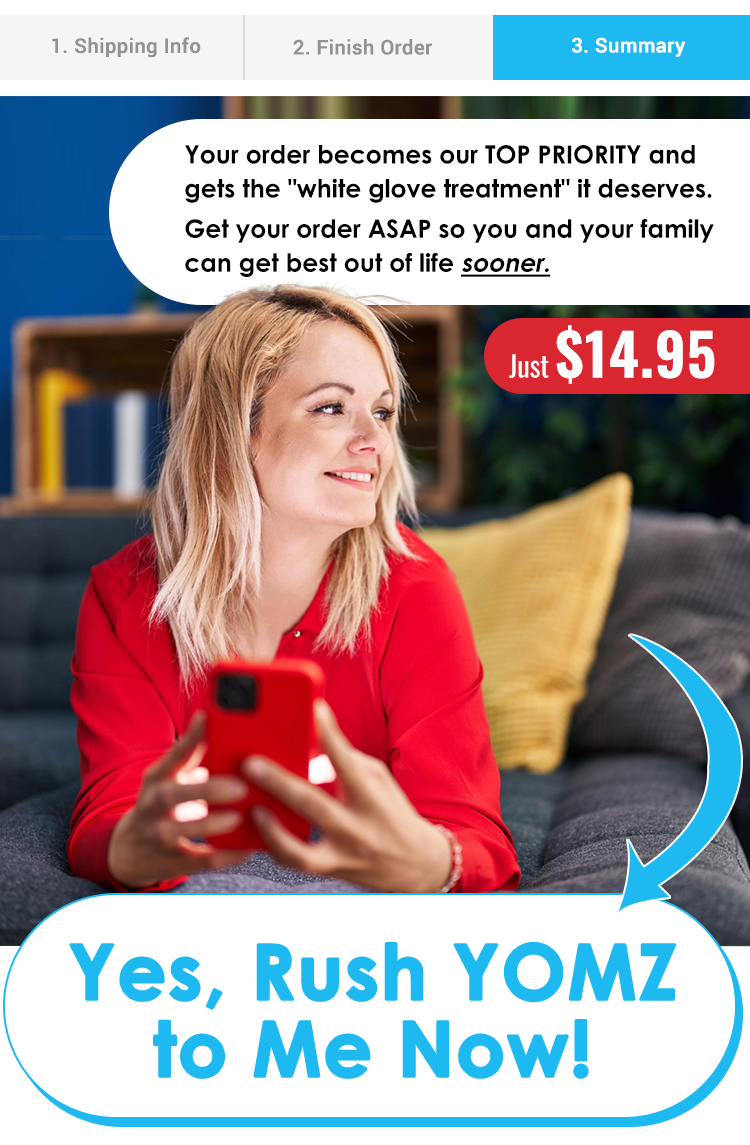 1. Shipping Info
2. Finish Order
3. Summary
Your order becomes our TOP PRIORITY and
gets the "white glove treatment" it deserves.
Get your order ASAP so you and your family
can get best out of life sooner.
Just $14.95
Yes, Rush YOMZ
to Me Now!